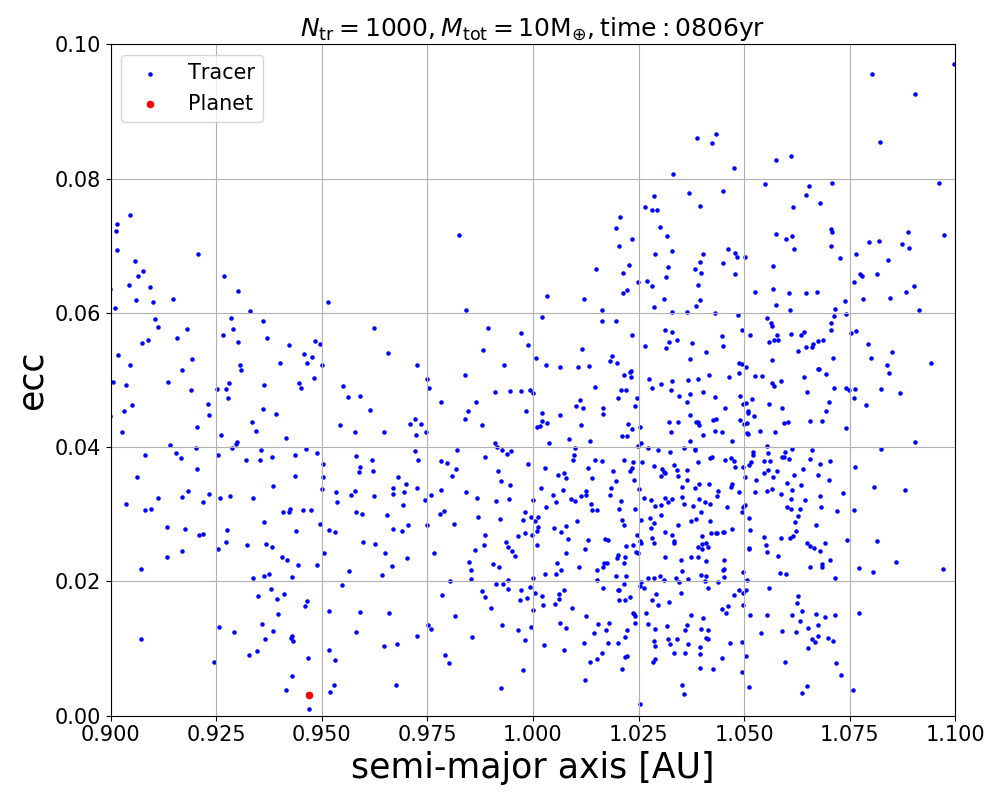 N_tr = 1000, M_tot = 10M_⊕, time : 0806yr
Tracer
Planet
ecc
0.10
0.08
0.06
0.04
0.02
0.00
0.900 0.925 0.950 0.975 1.000 1.025 1.050 1.075 1.100
semi-major axis [AU]